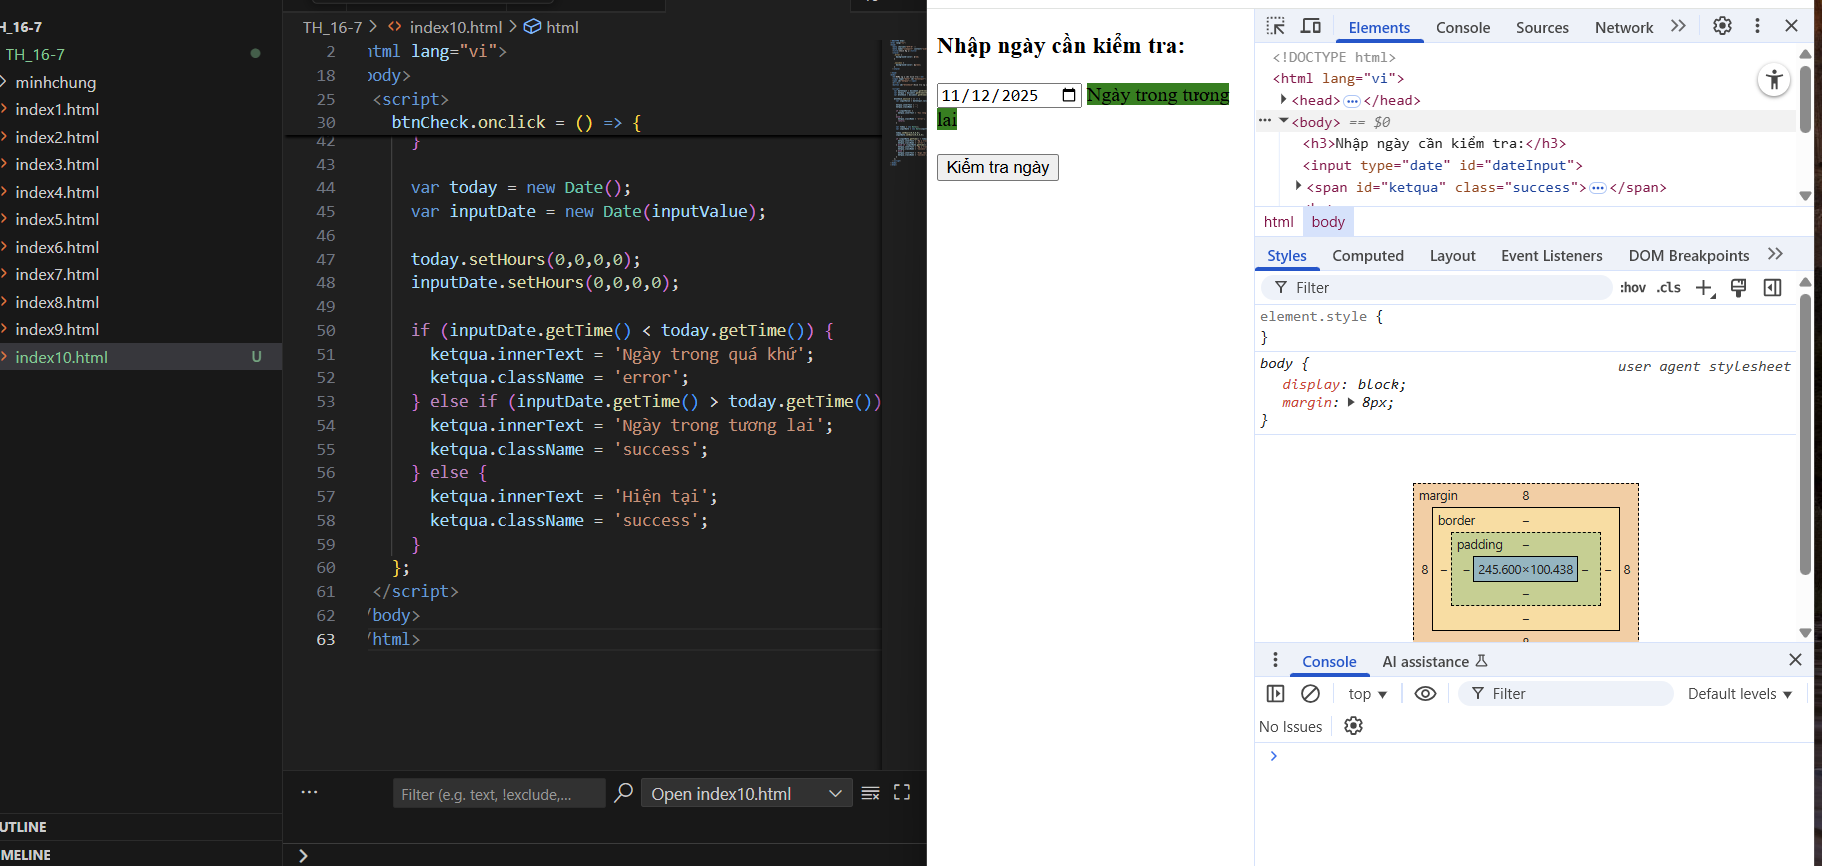 H_16-7
TH_16-7
minhchung
index1.html
index2.html
index3.html
index4.html
index5.html
index6.html
index7.html
index8.html
index9.html
index10.html U
UTLINE
MELINE
TH_16-7 > <> index10.html > html
2 html lang="vi">
18 body>
25 <script>
30 btnCheck.onclick = () => {
42 }
43
44 var today = new Date();
45 var inputDate = new Date(inputValue);
46
47 today.setHours(0,0,0,0);
48 inputDate.setHours(0,0,0,0);
49
50 if (inputDate.getTime() < today.getTime()) {
51 ketqua.innerText = 'Ngày trong quá khứ';
52 ketqua.className = 'error';
53 } else if (inputDate.getTime() > today.getTime())
54 ketqua.innerText = 'Ngày trong tương lai';
55 ketqua.className = 'success';
56 } else {
57 ketqua.innerText = 'Hiện tại';
58 ketqua.className = 'success';
59 }
60 };
61 </script>
62 /body>
63 /html>
Filter (e.g. text, !exclude,...
Open index10.html
Nhập ngày cần kiểm tra:
11/12/2025 Ngày trong tương
lai
Kiểm tra ngày
Elements Console Sources Network
<!DOCTYPE html>
<html lang="vi">
<head> ... </head>
... <body> == $0
<h3>Nhập ngày cần kiểm tra:</h3>
<input type="date" id="dateInput">
<span id="ketqua" class="success"> ... </span>
html body
Styles Computed Layout Event Listeners DOM Breakpoints
Filter :hov .cls
element.style {
}
body { user agent stylesheet
display: block;
margin: 8px;
}
margin 8
border –
padding –
8 – – 245.600×100.438 – – 8
–
–
8
Console AI assistance
top Filter Default levels
No Issues